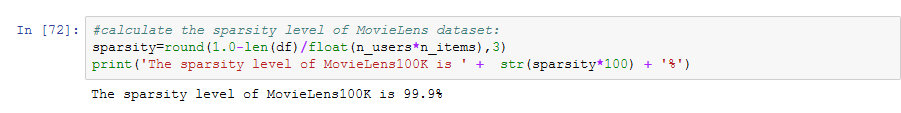 In [72]: #calculate the sparsity level of MovieLens dataset:
sparsity=round(1.0-len(df)/float(n_users*n_items),3)
print('The sparsity level of MovieLens100K is ' +  str(sparsity*100) + '%')
The sparsity level of MovieLens100K is 99.9%